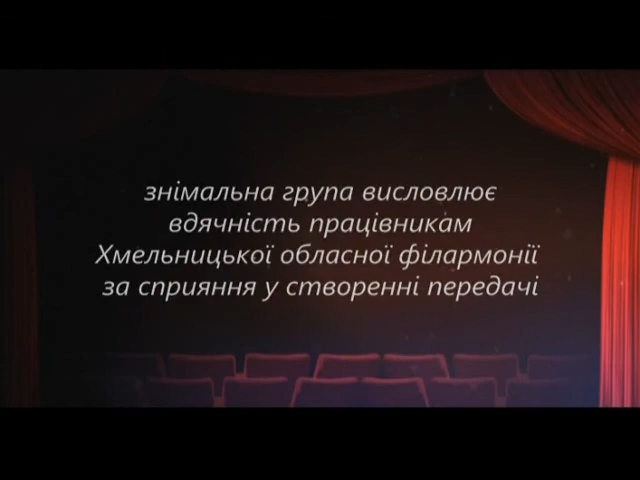 знімальна група висловлює
вдячність працівникам
Хмельницької обласної філармонії
за сприяння у створенні передачі